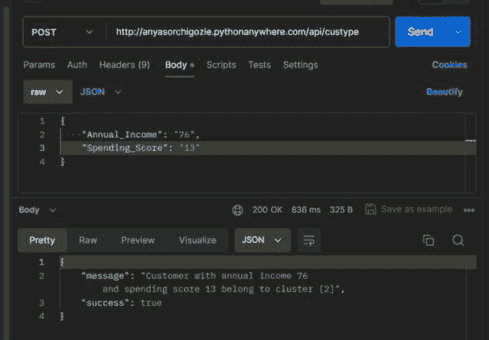 POST http://anyasorchigozie.pythonanywhere.com/api/custype Send
Params Auth Headers (9) Body Scripts Tests Settings Cookies
raw JSON Beautify
1 {
2 "Annual_Income": "76",
3 "Spending_Score": "13"
4 }
Body 200 OK 636 ms 325 B Save as example
Pretty Raw Preview Visualize JSON
1 {
2 "message": "Customer with annual income 76
and spending score 13 belong to cluster [2]",
3 "success": true
4 }